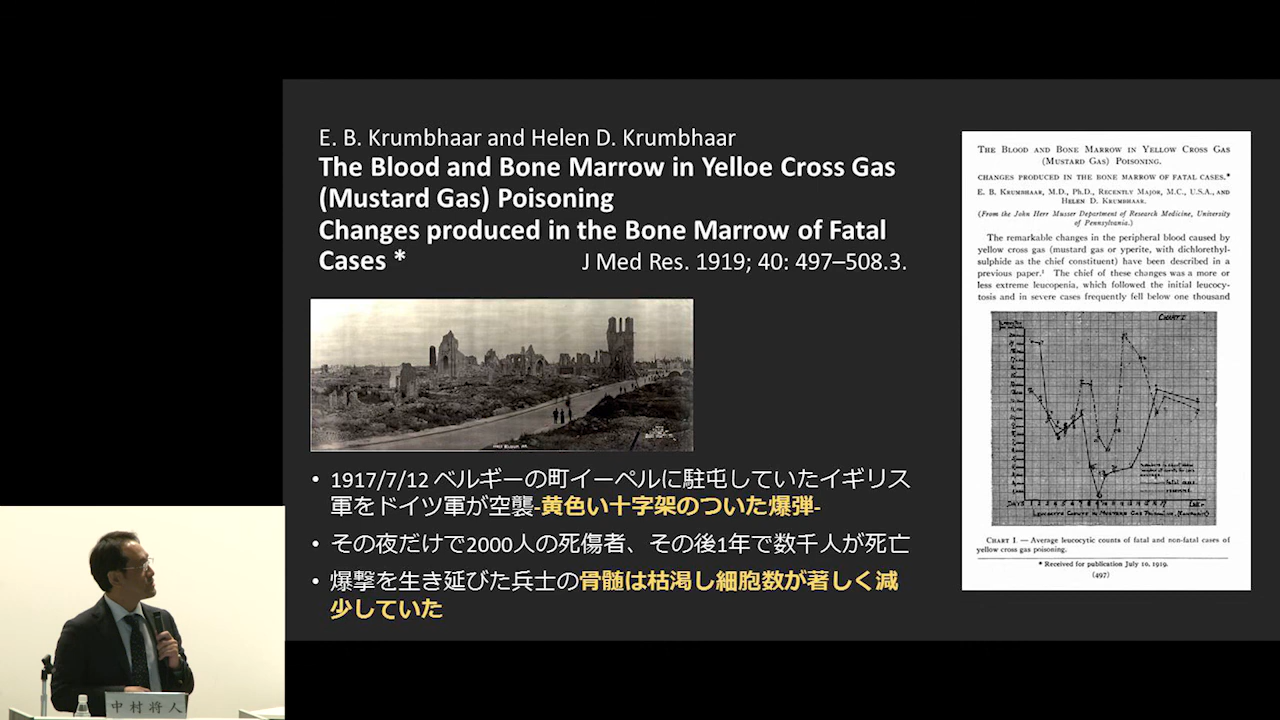 E. B. Krumbhaar and Helen D. Krumbhaar
The Blood and Bone Marrow in Yelloe Cross Gas
(Mustard Gas) Poisoning
Changes produced in the Bone Marrow of Fatal
Cases *
J Med Res. 1919; 40: 497–508.3.
• 1917/7/12 ベルギーの町イーペルに駐屯していたイギリス
軍をドイツ軍が空襲-黄色い十字架のついた爆弾-
• その夜だけで2000人の死傷者、その後1年で数千人が死亡
• 爆撃を生き延びた兵士の骨髄は枯渇し細胞数が著しく減
少していた
THE BLOOD AND BONE MARROW IN YELLOW CROSS GAS
(MUSTARD GAS) POISONING.
CHANGES PRODUCED IN THE BONE MARROW OF FATAL CASES.*
E. B. KRUMBHAAR, M.D., PH.D., RECENTLY MAJOR, M.C., U.S.A., AND
HELEN D. KRUMBHAAR.
(From the John Herr Musser Department of Research Medicine, University
of Pennsylvania.)
The remarkable changes in the peripheral blood caused by
yellow cross gas (mustard gas or yperite, with dichlorethyl-
sulphide as the chief constituent) have been described in a
previous paper.¹ The chief of these changes was a more or
less extreme leucopenia, which followed the initial leucocy-
tosis and in severe cases frequently fell below one thousand
CHART I
DAYS
LEUCOCYTE COUNTS IN MUSTARD GAS POISONING
CHART I. — Average leucocytic counts of fatal and non-fatal cases of
yellow cross gas poisoning.
* Received for publication July 10, 1919.
(497)
中村将人